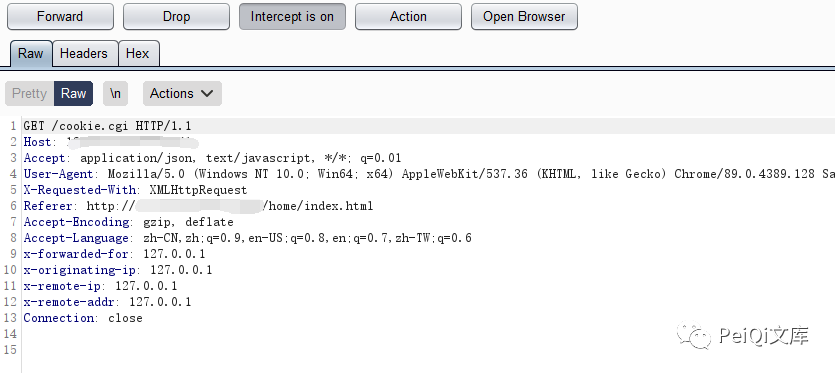 Forward Drop Intercept is on Action Open Browser
Raw Headers Hex
Pretty Raw \n Actions
1 GET /cookie.cgi HTTP/1.1
2 Host:
3 Accept: application/json, text/javascript, */*; q=0.01
4 User-Agent: Mozilla/5.0 (Windows NT 10.0; Win64; x64) AppleWebKit/537.36 (KHTML, like Gecko) Chrome/89.0.4389.128 Sa
5 X-Requested-With: XMLHttpRequest
6 Referer: http:// /home/index.html
7 Accept-Encoding: gzip, deflate
8 Accept-Language: zh-CN,zh;q=0.9,en-US;q=0.8,en;q=0.7,zh-TW;q=0.6
9 x-forwarded-for: 127.0.0.1
10 x-originating-ip: 127.0.0.1
11 x-remote-ip: 127.0.0.1
12 x-remote-addr: 127.0.0.1
13 Connection: close
14
15
PeiQi文库